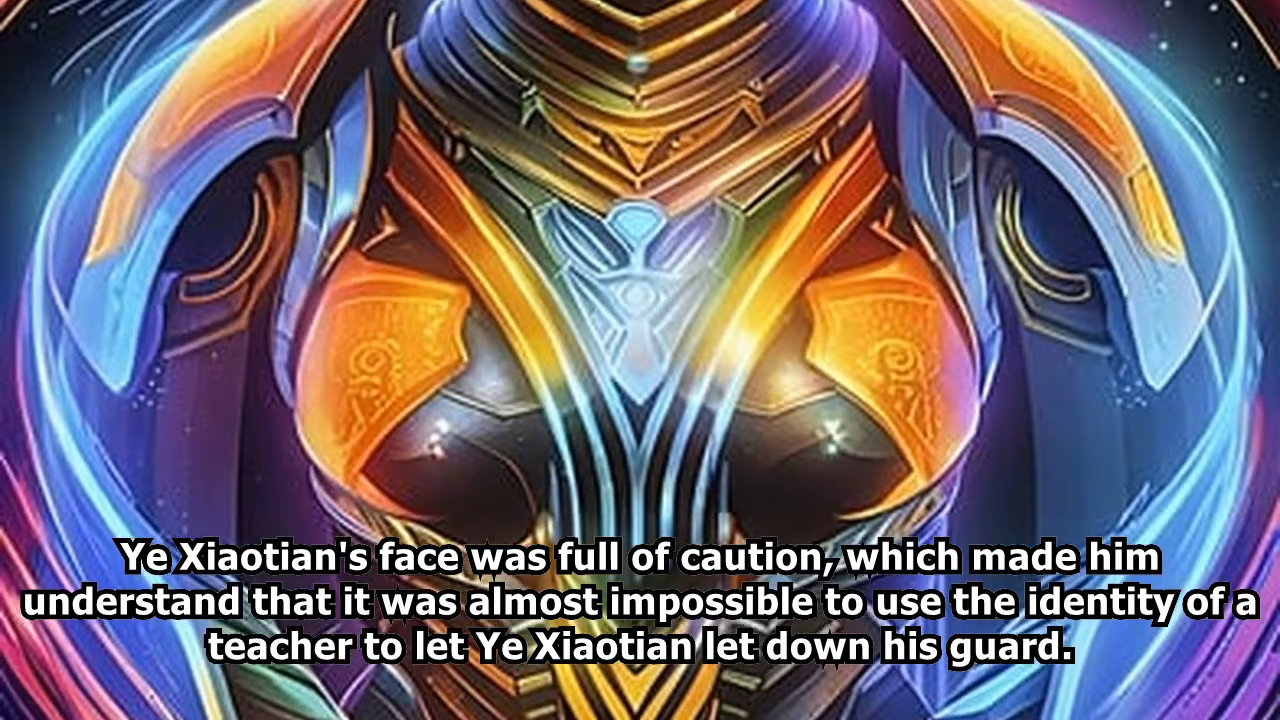 Ye Xiaotian's face was full of caution, which made him
understand that it was almost impossible to use the identity of a
teacher to let Ye Xiaotian let down his guard.